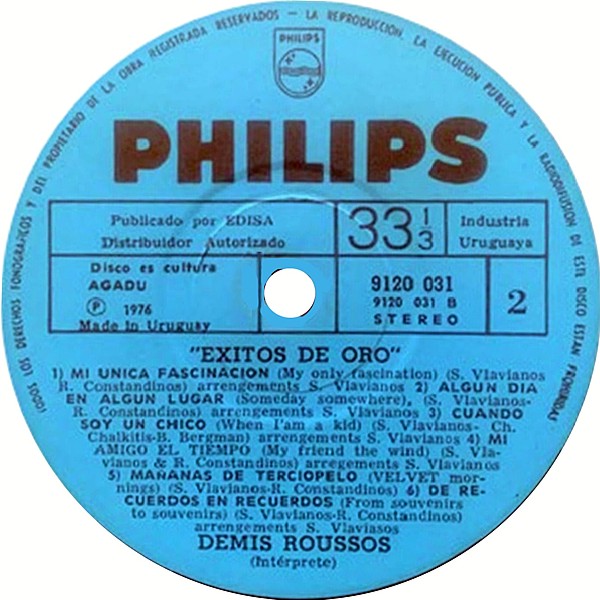 TODOS LOS DERECHOS FONOGRAFICOS Y DEL PROPIETARIO DE LA OBRA REGISTRADA RESERVADOS - LA REPRODUCCION, LA EJECUCION PUBLICA Y LA RADIODIFUSION DE ESTE DISCO ESTAN PROHIBIDAS
PHILIPS
PHILIPS
Publicado por EDISA
Distribuidor Autorizado
33 1/3
Industria
Uruguaya
Disco es cultura
AGADU
Ⓟ 1976
Made in Uruguay
9120 031
9120 031 B
STEREO
2
"EXITOS DE ORO"
1) MI UNICA FASCINACION (My only fascination) (S. Vlavianos
R. Constandinos) arrengements S. Vlavianos 2) ALGUN DIA
EN ALGUN LUGAR (Someday somewhere), (S. Vlavianos-
R. Constandinos) arrengements S. Vlavianos 3) CUANDO
SOY UN CHICO (When I'am a kid) (S. Vlavianos- Ch.
Chalkitis-B. Bergman) arrengements S. Vlavianos 4) MI
AMIGO EL TIEMPO (My friend the wind) (S. Vla-
vianos & R. Constandinos) arregements S. Vlavianos
5) MAÑANAS DE TERCIOPELO (VELVET mor-
nings) (S. Vlavianos-R. Constandinos) 6) DE RE-
CUERDOS EN RECUERDOS (From souvenirs
to souvenirs) (S. Vlavianos-R. Constandinos)
arrengements S. Vlaviasos
DEMIS ROUSSOS
(Intérprete)